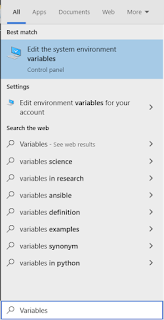 All Documents Web More
Best match
Edit the system environment
variables
Control panel
Settings
Edit environment variables for your
account
Search the web
Variables - See web results
variables science
variables in research
variables ansible
variables definition
variables examples
variables synonym
variables in python
Variables